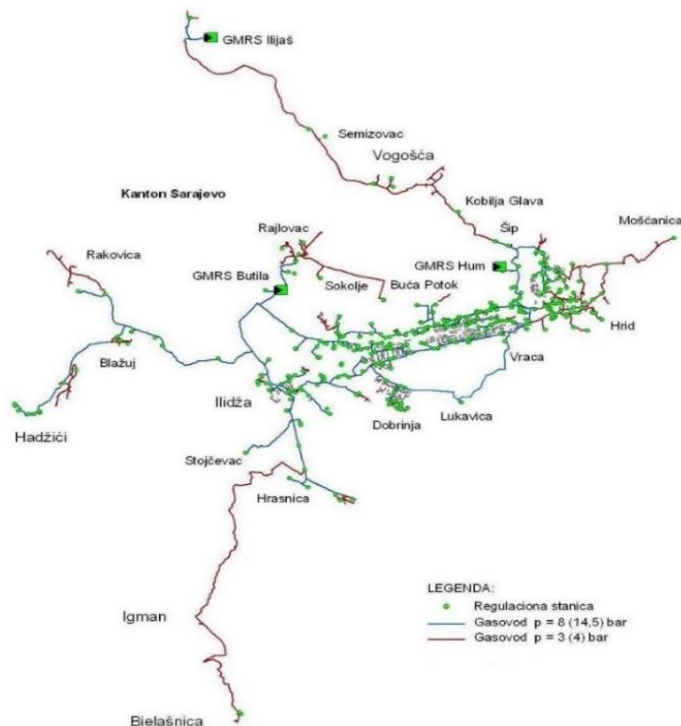 GMRS Ilijaš
Semizovac
Vogošća
Kanton Sarajevo
Kobilja Glava
Mošćanica
Šip
Rajlovac
Rakovica
GMRS Hum
GMRS Butila
Sokolje
Buća Potok
Hrid
Vraca
Blažuj
Ilidža
Lukavica
Dobrinja
Hadžići
Stojčevac
Hrasnica
LEGENDA:
Regulaciona stanica
Gasovod p = 8 (14,5) bar
Gasovod p = 3 (4) bar
Igman
Bjelašnica